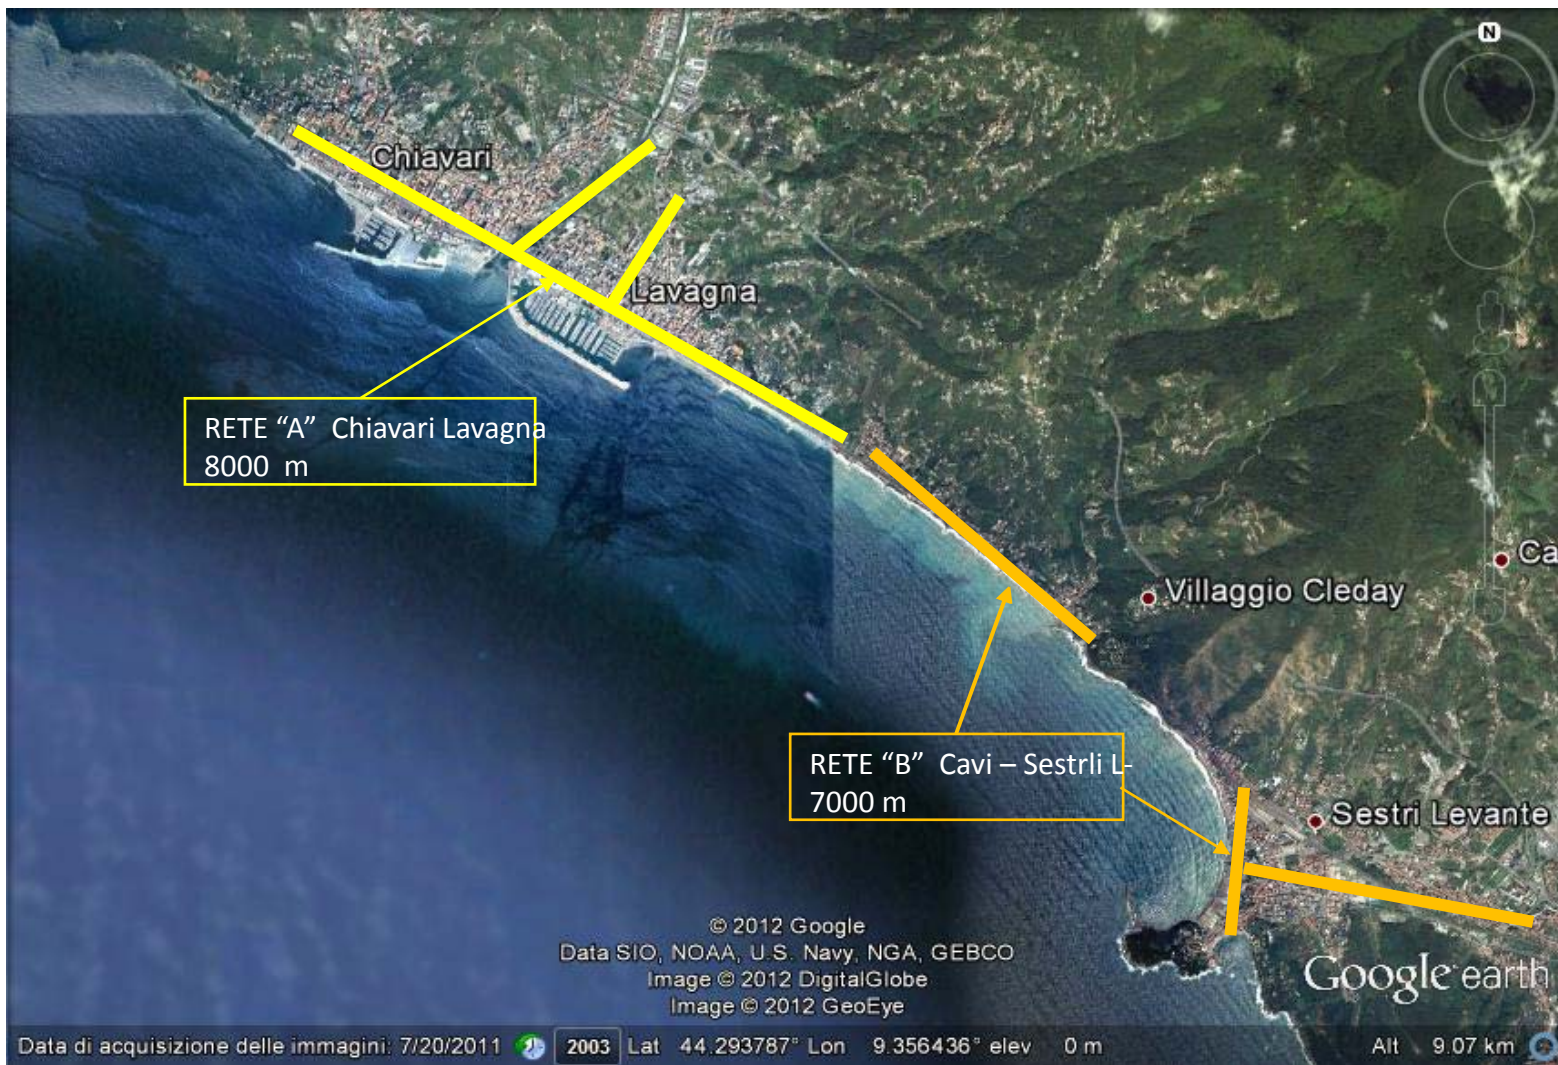 N
Chiavari
Lavagna
RETE “A” Chiavari Lavagna
8000 m
Ca
Villaggio Cleday
RETE “B” Cavi – Sestrli L-
7000 m
Sestri Levante
© 2012 Google
Data SIO, NOAA, U.S. Navy, NGA, GEBCO
Image © 2012 DigitalGlobe
Image © 2012 GeoEye
Google earth
Data di acquisizione delle immagini: 7/20/2011 2003 Lat 44.293787° Lon 9.356436° elev 0 m Alt 9.07 km